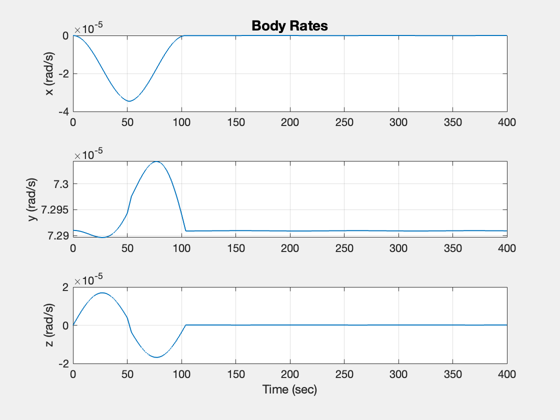 Body Rates
×10⁻⁵
x (rad/s)
0
-2
-4
0 50 100 150 200 250 300 350 400
×10⁻⁵
y (rad/s)
7.3
7.295
7.29
0 50 100 150 200 250 300 350 400
×10⁻⁵
z (rad/s)
2
0
-2
0 50 100 150 200 250 300 350 400
Time (sec)